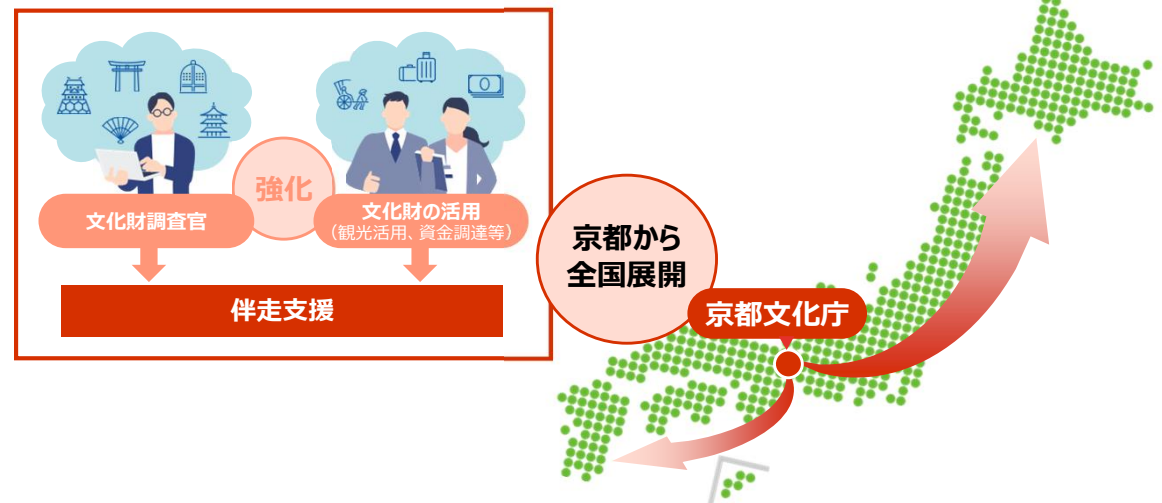 強化
文化財調査官
文化財の活用
(観光活用、資金調達等)
伴走支援
京都から
全国展開
京都文化庁